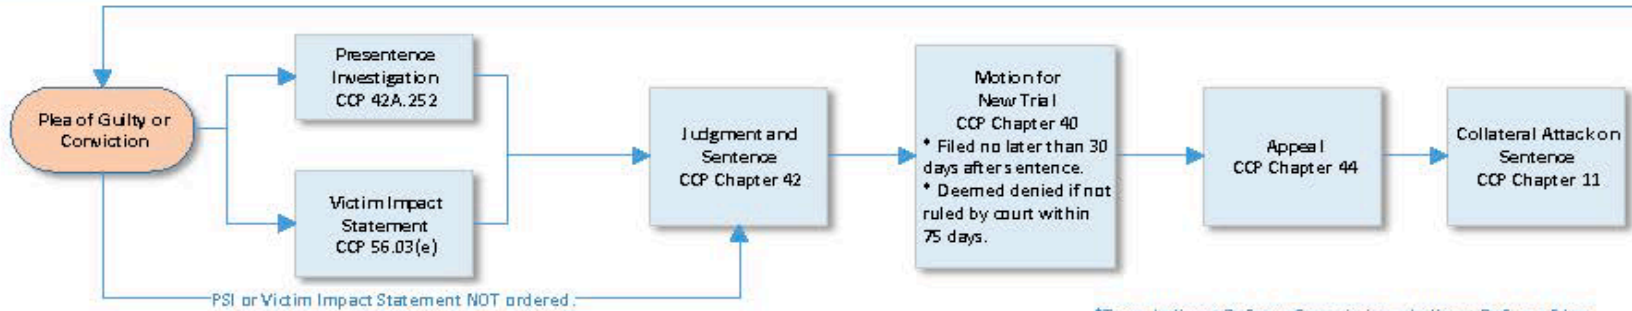 Plea of Guilty or
Conviction
Presentence
Investigation
CCP 42A.252
Victim Impact
Statement
CCP 56.03(e)
PSI or Victim Impact Statement NOT ordered.
Judgment and
Sentence
CCP Chapter 42
Motion for
New Trial
CCP Chapter 40
* Filed no later than 30
days after sentence.
* Deemed denied if not
ruled by court within
75 days.
Appeal
CCP Chapter 44
Collateral Attack on
Sentence
CCP Chapter 11